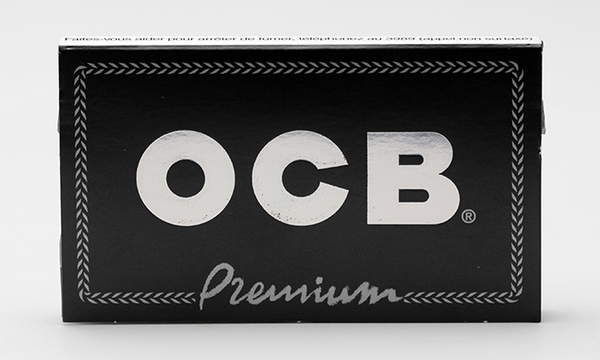 Faites-vous aider pour arrêter de fumer, téléphonez au 3989 (appel non surtaxé)
OCB®
Premium